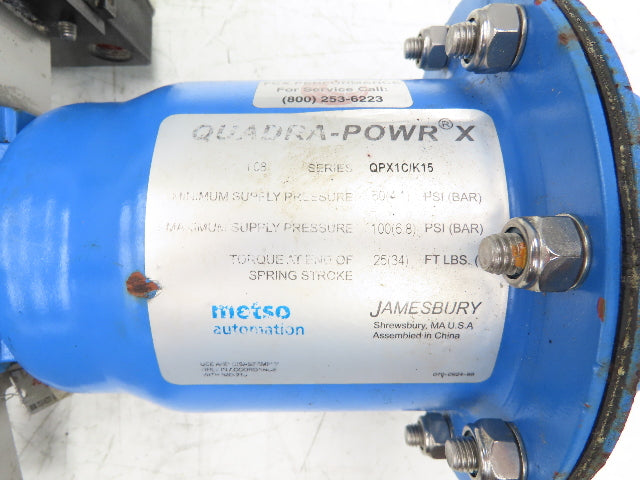 For Service Call:
(800) 253-6223
QUADRA-POWR® X
SERIES QPX1C/K15
MINIMUM SUPPLY PRESSURE PSI (BAR)
MAXIMUM SUPPLY PRESSURE 100(6.8) PSI (BAR)
TORQUE AT END OF 25(34) FT LBS.
SPRING STROKE
metso
automation
JAMESBURY
Shrewsbury, MA U.S.A
Assembled in China